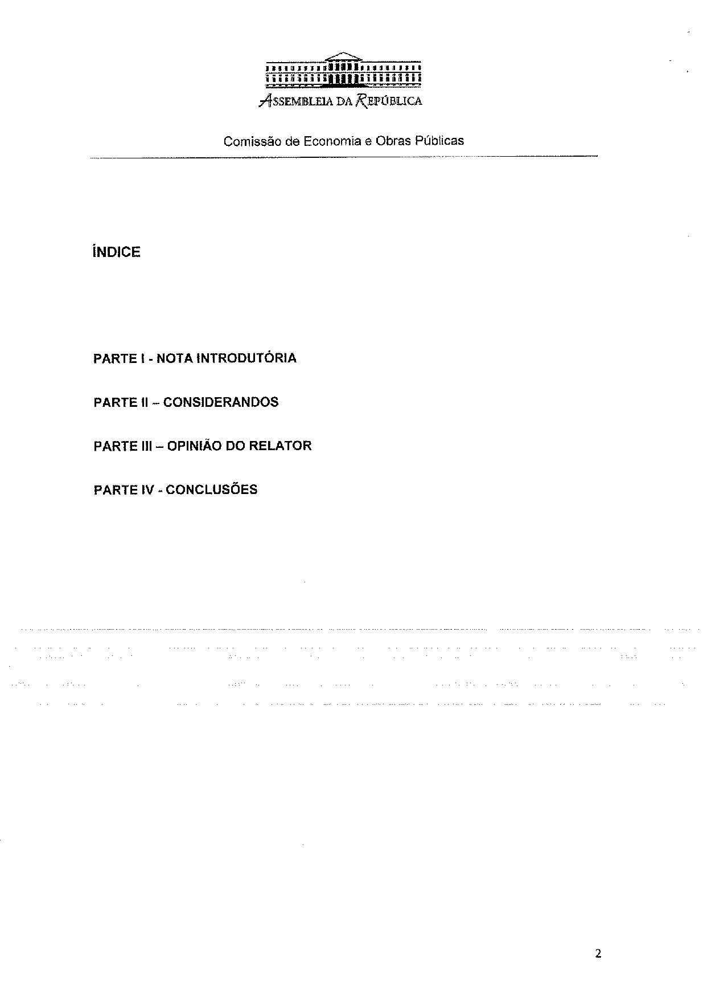 ASSEMBLEIA DA REPÚBLICA
Comissão de Economia e Obras Públicas
ÍNDICE
PARTE I - NOTA INTRODUTÓRIA
PARTE II – CONSIDERANDOS
PARTE III – OPINIÃO DO RELATOR
PARTE IV - CONCLUSÕES
2